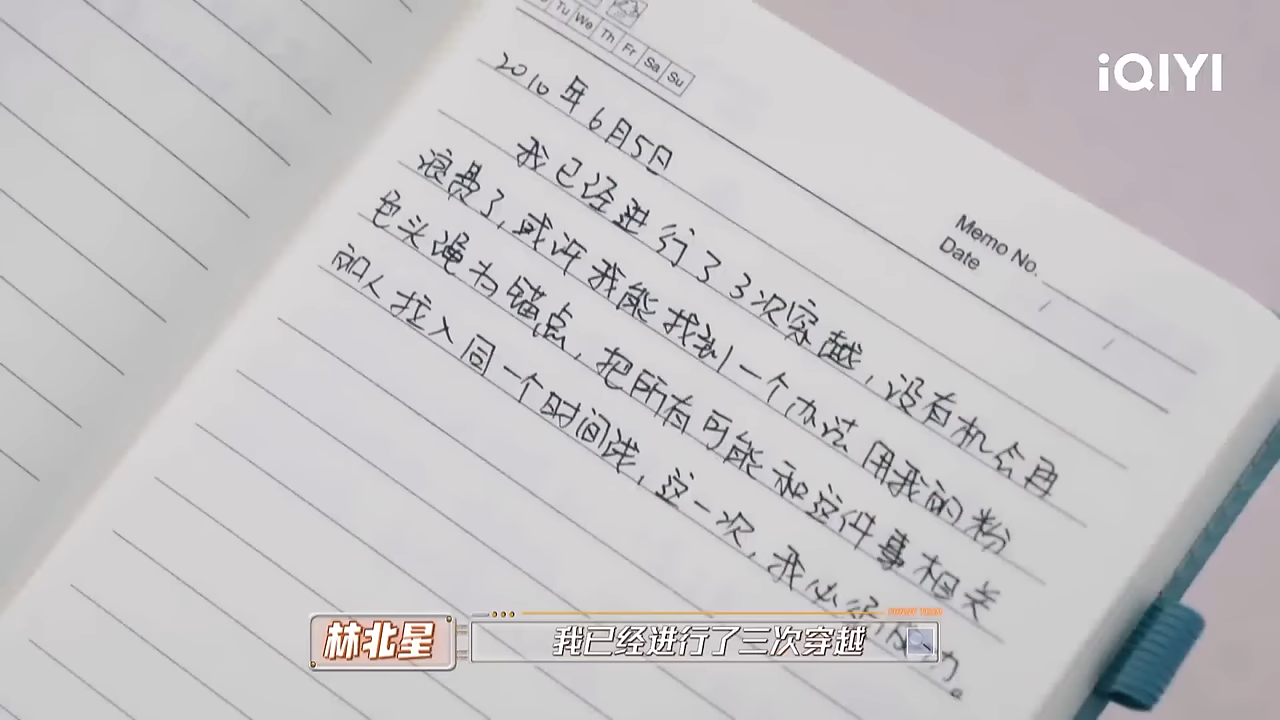 iQIYI
Tu We Th Fr Sa Su
Memo No.
Date / /
2010年6月5日
我已经进行了3次穿越,没有机会再
浪费了,或许我能找到一个办法用我的粉
色头绳为锚点,把所有可能和这件事相关
的人拉入同一个时间线,这一次,我必须
林北星
我已经进行了三次穿越